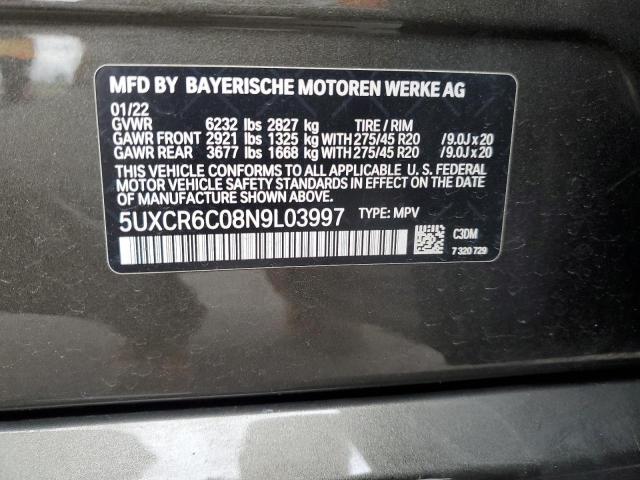 MFD BY BAYERISCHE MOTOREN WERKE AG
01/22
GVWR 6232 lbs 2827 kg TIRE / RIM
GAWR FRONT 2921 lbs 1325 kg WITH 275/45 R20 /9.0J x 20
GAWR REAR 3677 lbs 1668 kg WITH 275/45 R20 /9.0J x 20
THIS VEHICLE CONFORMS TO ALL APPLICABLE U. S. FEDERAL
MOTOR VEHICLE SAFETY STANDARDS IN EFFECT ON THE DATE
OF MANUFACTURE SHOWN ABOVE.
5UXCR6C08N9L03997 TYPE: MPV
C3DM
7 320 729